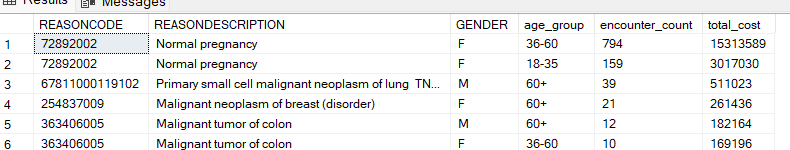 Results Messages
REASONCODE REASONDESCRIPTION GENDER age_group encounter_count total_cost
1 72892002 Normal pregnancy F 36-60 794 15313589
2 72892002 Normal pregnancy F 18-35 159 3017030
3 67811000119102 Primary small cell malignant neoplasm of lung TN... M 60+ 39 511023
4 254837009 Malignant neoplasm of breast (disorder) F 60+ 21 261436
5 363406005 Malignant tumor of colon M 60+ 12 182164
6 363406005 Malignant tumor of colon F 36-60 10 169196